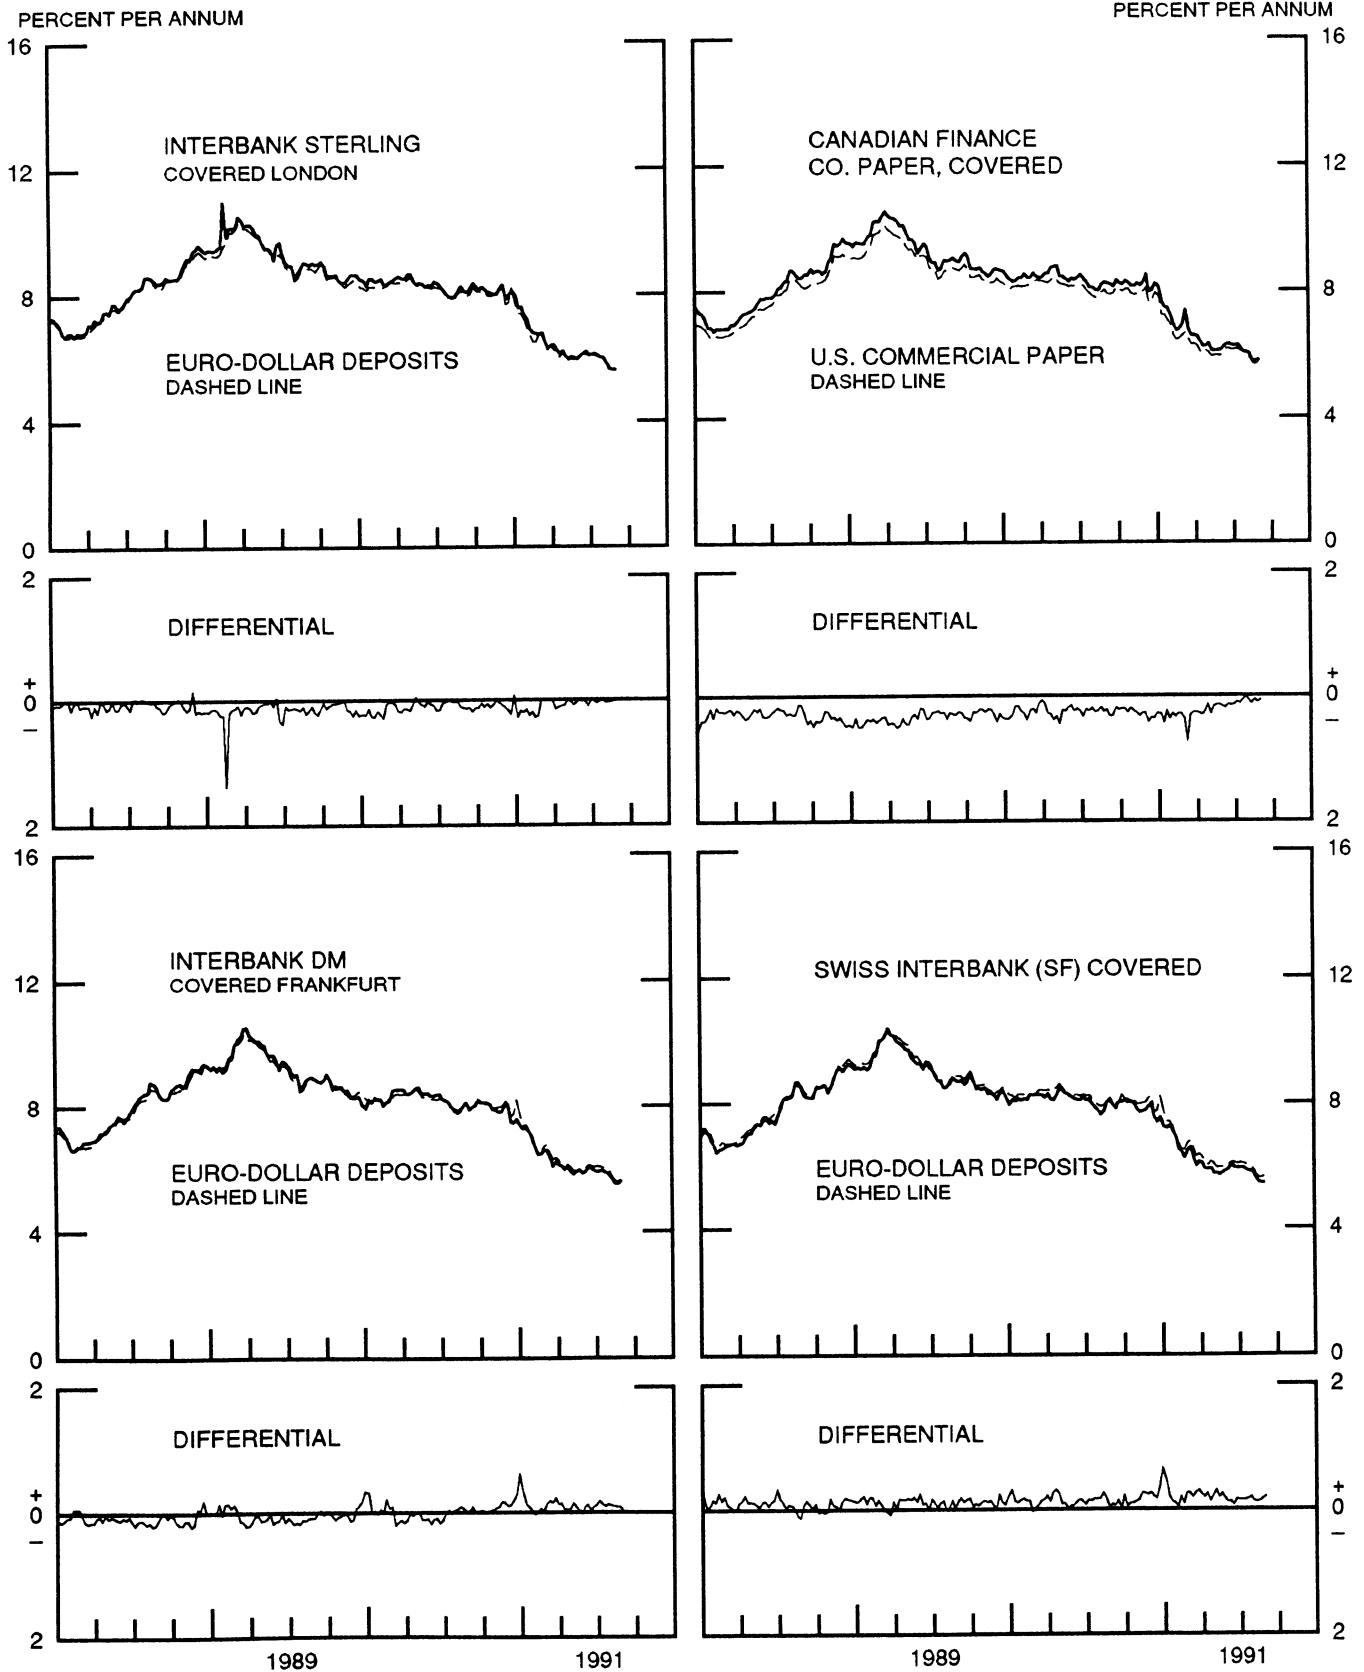 PERCENT PER ANNUM
PERCENT PER ANNUM
16
INTERBANK STERLING
COVERED LONDON
12
8
EURO-DOLLAR DEPOSITS
DASHED LINE
4
0
16
CANADIAN FINANCE
CO. PAPER, COVERED
12
8
U.S. COMMERCIAL PAPER
DASHED LINE
4
0
2
DIFFERENTIAL
+
0
−
2
2
DIFFERENTIAL
+
0
−
2
16
INTERBANK DM
COVERED FRANKFURT
12
8
EURO-DOLLAR DEPOSITS
DASHED LINE
4
0
16
SWISS INTERBANK (SF) COVERED
12
8
EURO-DOLLAR DEPOSITS
DASHED LINE
4
0
2
DIFFERENTIAL
+
0
−
2
1989 1991
2
DIFFERENTIAL
+
0
−
2
1989 1991